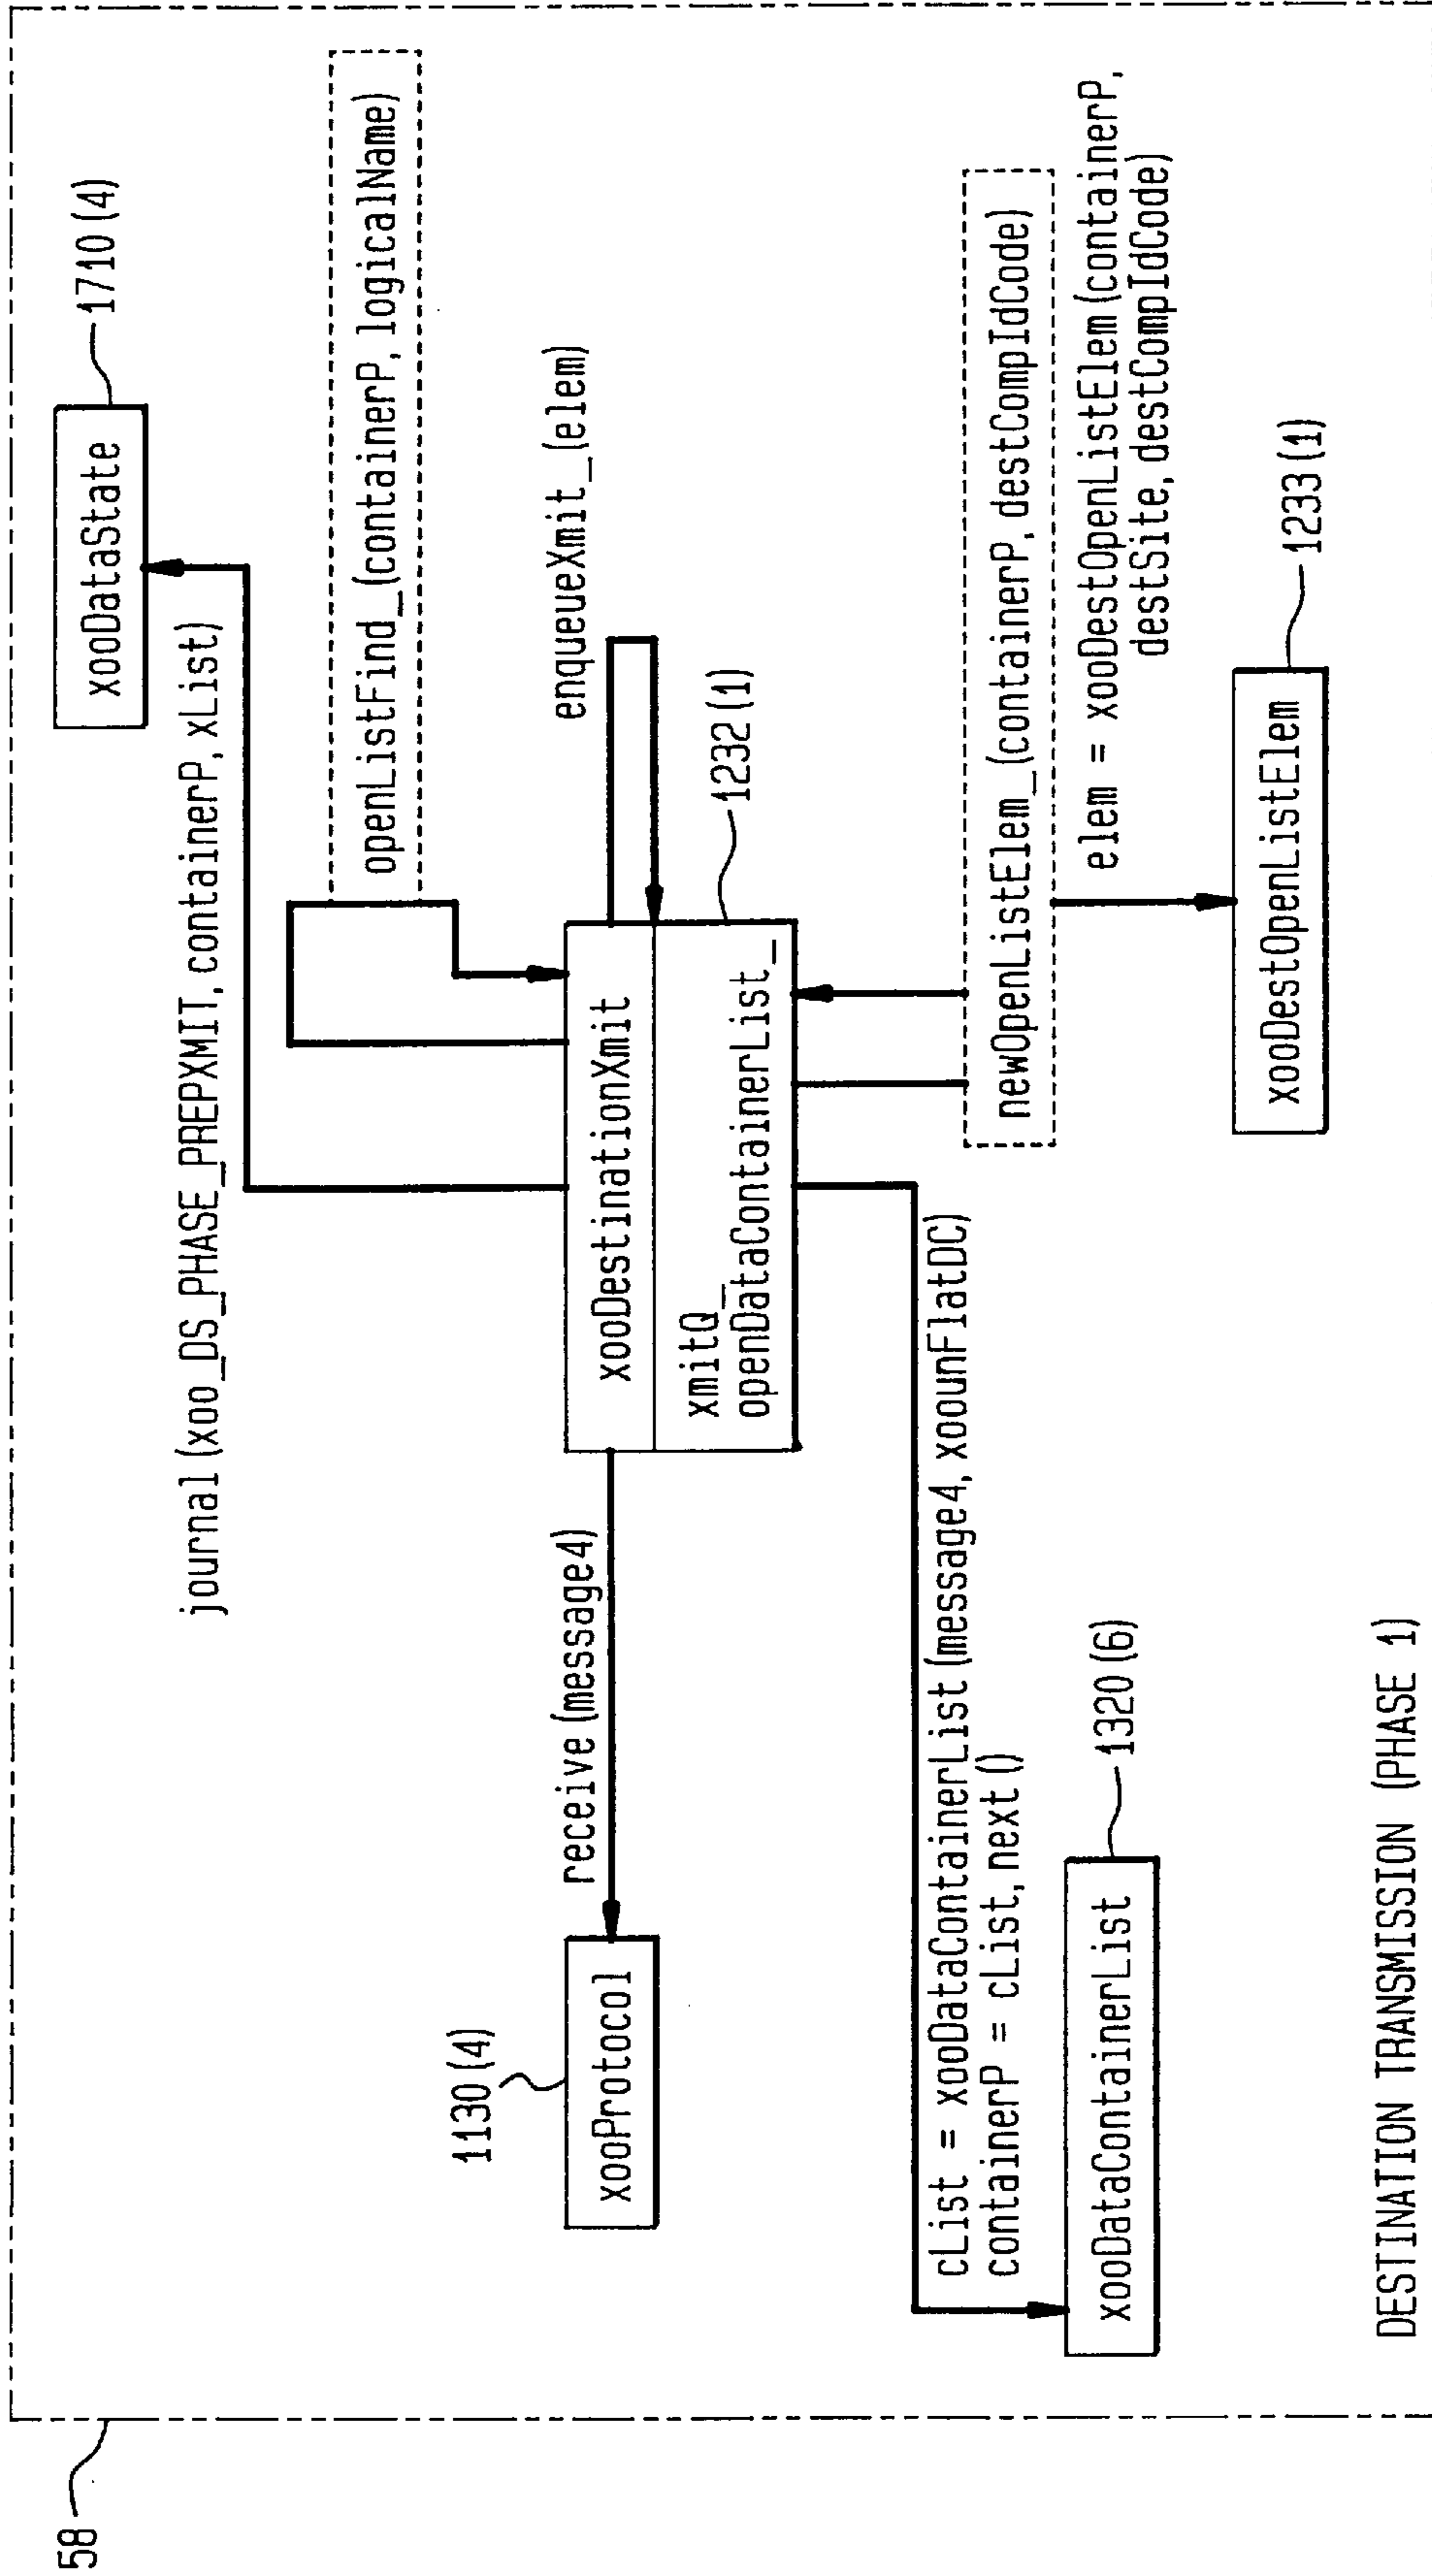 58
1710 (4)
xooDataState
journal (xoo_DS_PHASE_PREPXMIT, containerP, xList)
openListFind_(containerP, logicalName)
enqueueXmit_(elem)
1130 (4)
xooProtocol
receive (message4)
xooDestinationXmit
xmitQ_
openDataContainerList_
1232 (1)
cList = xooDataContainerList (message4, xoounFlatDC)
containerP = cList, next ()
newOpenListElem_(containerP, destCompIdCode)
elem = xooDestOpenListElem (containerP,
destSite, destCompIdCode)
1320 (6)
xooDataContainerList
1233 (1)
xooDestOpenListElem
DESTINATION TRANSMISSION (PHASE 1)